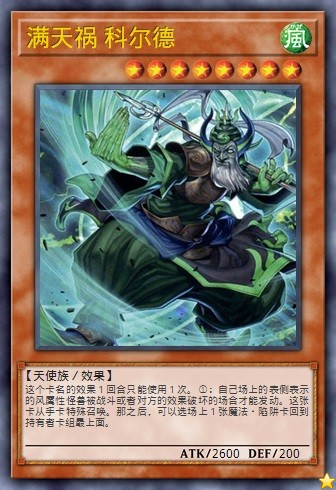 满天祸 科尔德
風
【天使族／效果】
这个卡名的效果１回合只能使用１次。①：自己场上的表侧表示
的风属性怪兽被战斗或者对方的效果破坏的场合才能发动。这张
卡从手卡特殊召唤。那之后，可以选场上１张魔法·陷阱卡回到
持有者卡组最上面。
ATK/2600 DEF/200